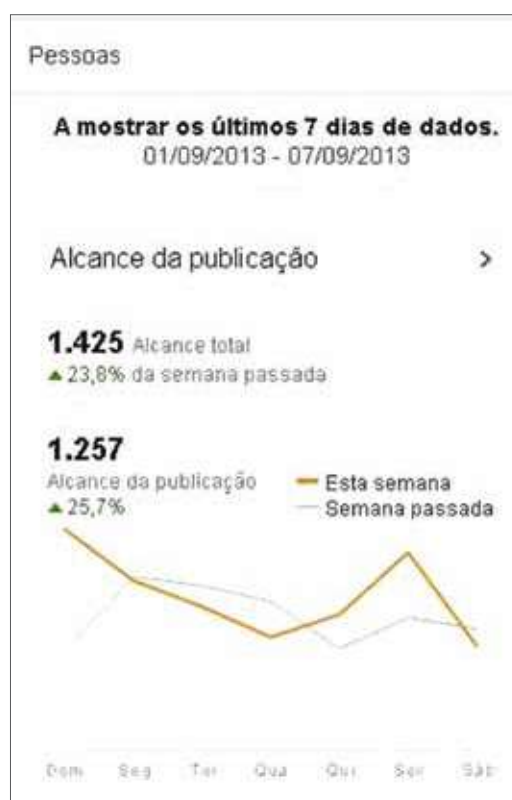 Pessoas
A mostrar os últimos 7 dias de dados.
01/09/2013 - 07/09/2013
Alcance da publicação >
1.425 Alcance total
▲ 23,8% da semana passada
1.257
Alcance da publicação
▲ 25,7%
Esta semana
Semana passada
Dom Seg Ter Qua Qui Sex Sáb